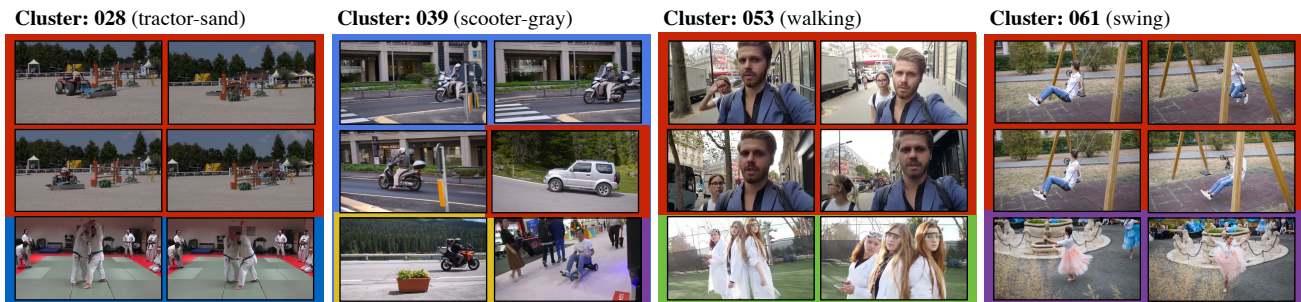 Cluster: 028 (tractor-sand)
Cluster: 039 (scooter-gray)
Cluster: 053 (walking)
Cluster: 061 (swing)